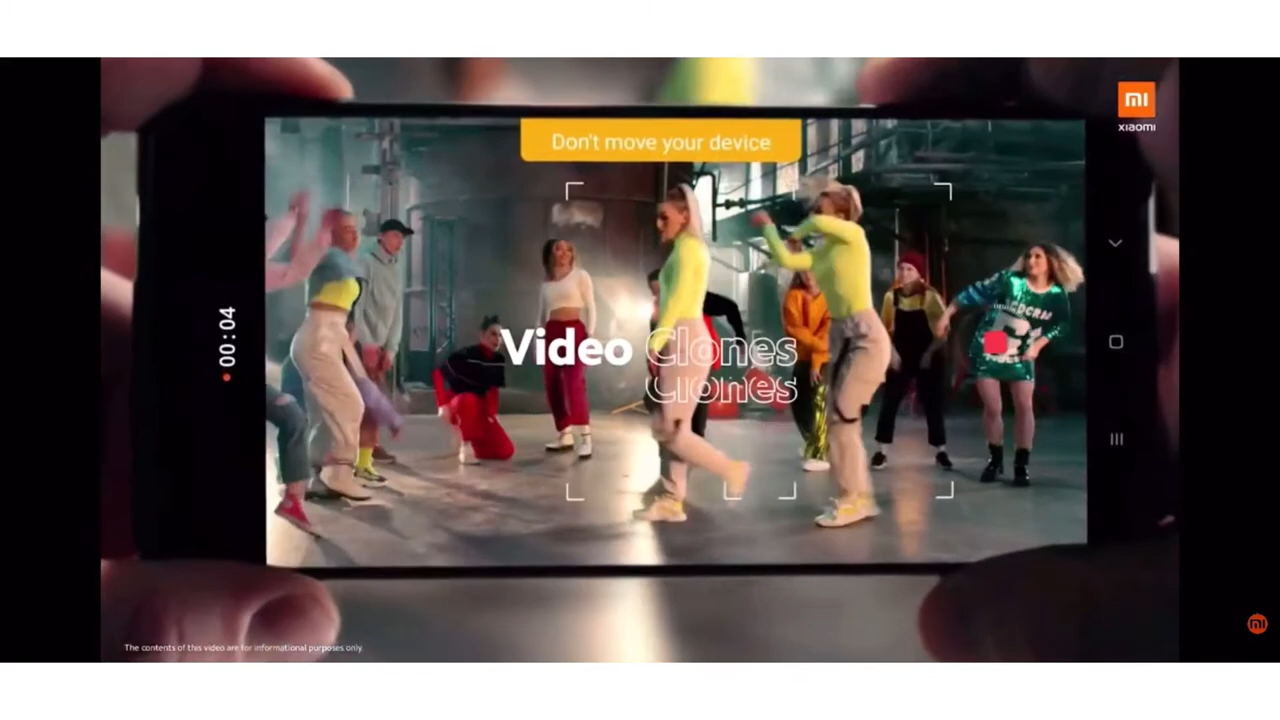 Don't move your device
xiaomi
00:04
Video Clones
Clones
The contents of this video are for informational purposes only.